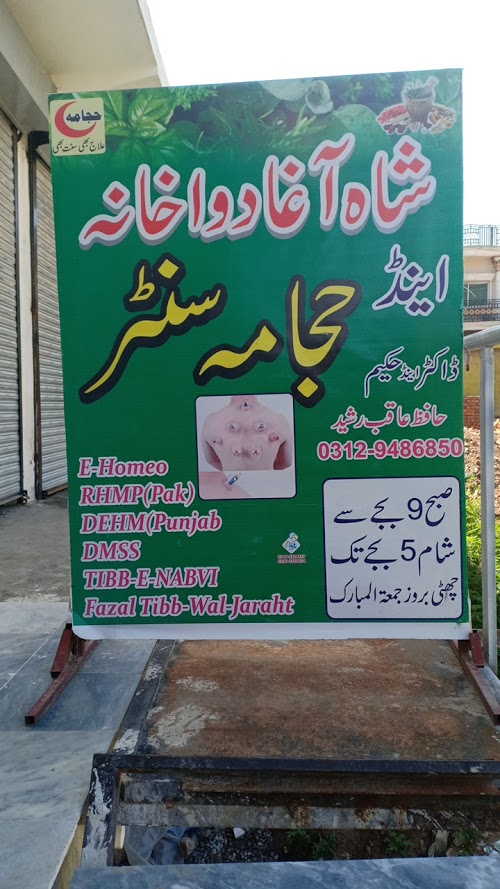 حجامہ
علاج بھی سنت بھی
شاہ آغا دواخانہ
اینڈ
حجامہ سنٹر
ڈاکٹر اینڈ حکیم
حافظ عاقب رشید
0312-9486850
E-Homeo
RHMP(Pak)
DEHM(Punjab
DMSS
TIBB-E-NABVI
Fazal Tibb-Wal-Jaraht
صبح 9 بجے سے
شام 5 بجے تک
چھٹی بروز جمعۃ المبارک